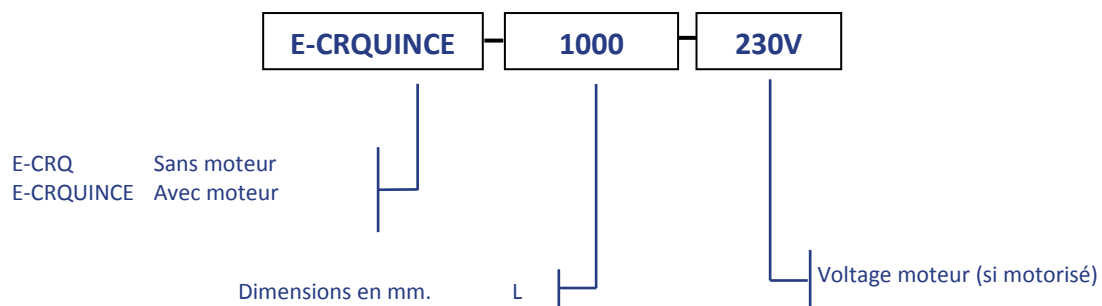 E-CRQUINCE - 1000 - 230V
E-CRQ Sans moteur
E-CRQUINCE Avec moteur
Dimensions en mm. L
Voltage moteur (si motorisé)